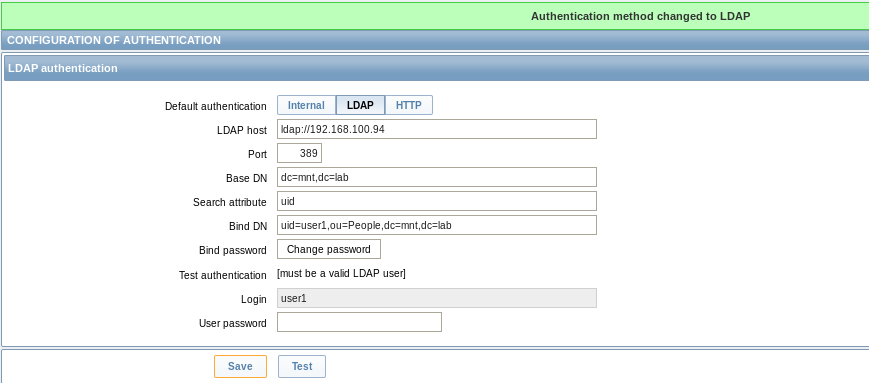 Authentication method changed to LDAP
CONFIGURATION OF AUTHENTICATION
LDAP authentication
Default authentication Internal LDAP HTTP
LDAP host ldap://192.168.100.94
Port 389
Base DN dc=mnt,dc=lab
Search attribute uid
Bind DN uid=user1,ou=People,dc=mnt,dc=lab
Bind password Change password
Test authentication [must be a valid LDAP user]
Login user1
User password
Save Test